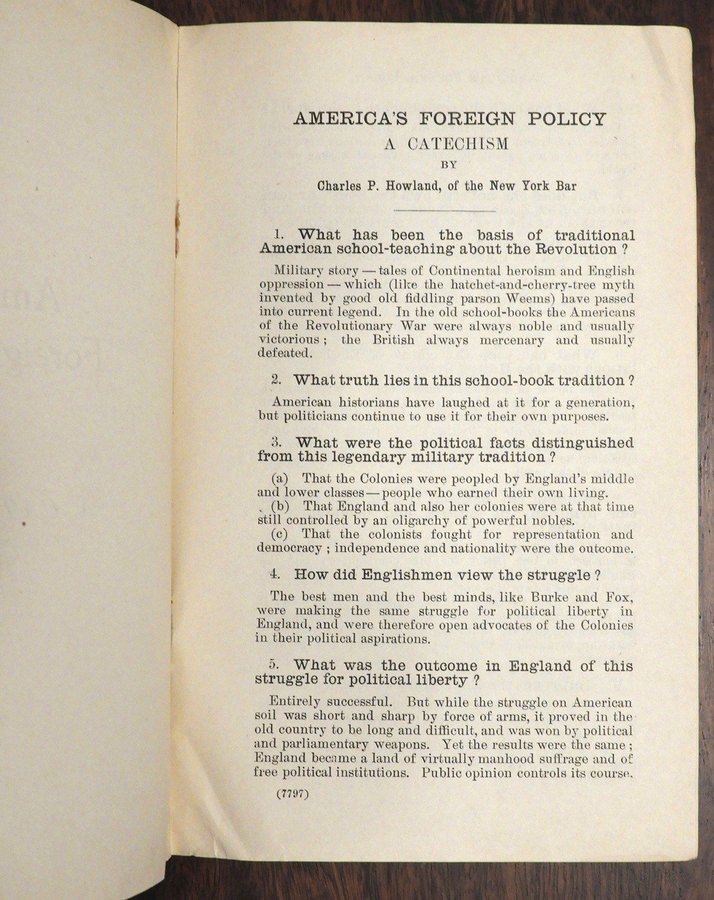 AMERICA'S FOREIGN POLICY
A CATECHISM
BY
Charles P. Howland, of the New York Bar
1. What has been the basis of traditional
American school-teaching about the Revolution ?
Military story — tales of Continental heroism and English
oppression — which (like the hatchet-and-cherry-tree myth
invented by good old fiddling parson Weems) have passed
into current legend. In the old school-books the Americans
of the Revolutionary War were always noble and usually
victorious ; the British always mercenary and usually
defeated.
2. What truth lies in this school-book tradition ?
American historians have laughed at it for a generation,
but politicians continue to use it for their own purposes.
3. What were the political facts distinguished
from this legendary military tradition ?
(a) That the Colonies were peopled by England's middle
and lower classes — people who earned their own living.
(b) That England and also her colonies were at that time
still controlled by an oligarchy of powerful nobles.
(c) That the colonists fought for representation and
democracy ; independence and nationality were the outcome.
4. How did Englishmen view the struggle ?
The best men and the best minds, like Burke and Fox,
were making the same struggle for political liberty in
England, and were therefore open advocates of the Colonies
in their political aspirations.
5. What was the outcome in England of this
struggle for political liberty ?
Entirely successful. But while the struggle on American
soil was short and sharp by force of arms, it proved in the
old country to be long and difficult, and was won by political
and parliamentary weapons. Yet the results were the same ;
England became a land of virtually manhood suffrage and of
free political institutions. Public opinion controls its course.
(7797)